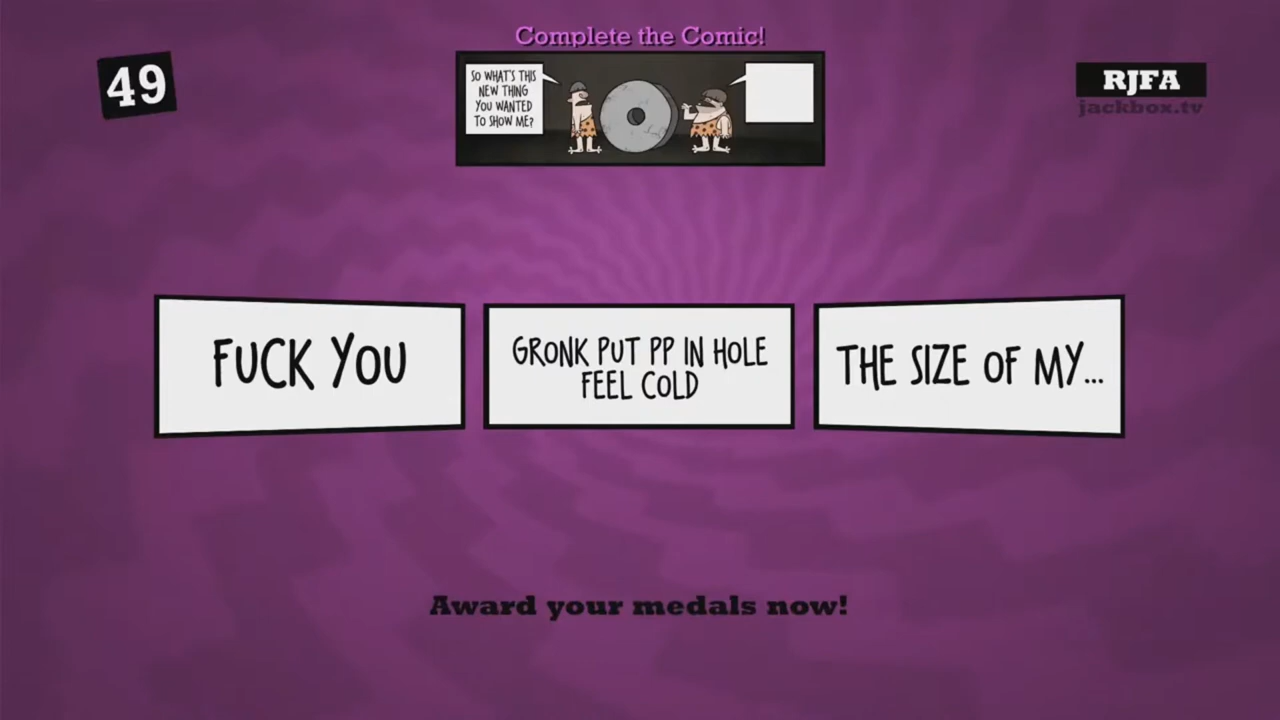 Complete the Comic!
49
SO WHAT'S THIS
NEW THING
YOU WANTED
TO SHOW ME?
RJFA
jackbox.tv
FUCK YOU
GRONK PUT PP IN HOLE
FEEL COLD
THE SIZE OF MY...
Award your medals now!